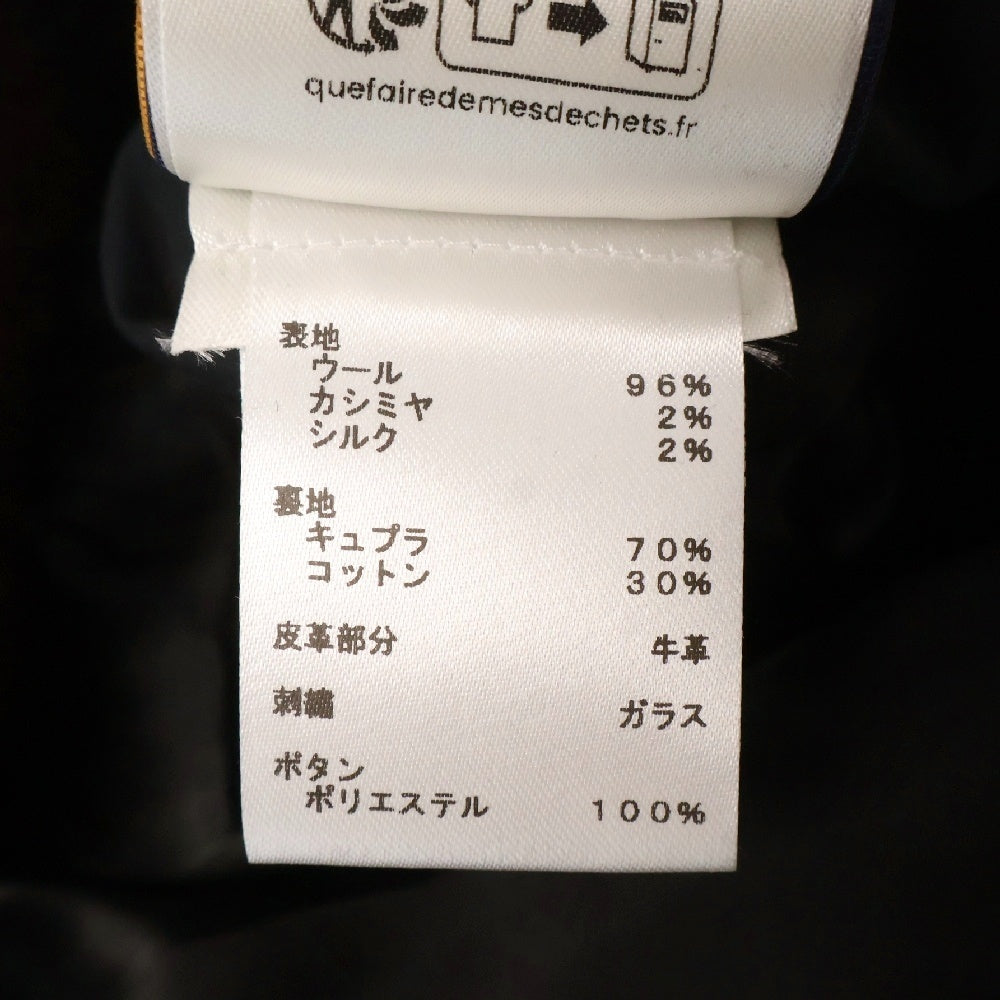 quefairedemesdechets.fr
表地
ウール 96%
カシミヤ 2%
シルク 2%
裏地
キュプラ 70%
コットン 30%
皮革部分 牛革
刺繍 ガラス
ボタン
ポリエステル 100%